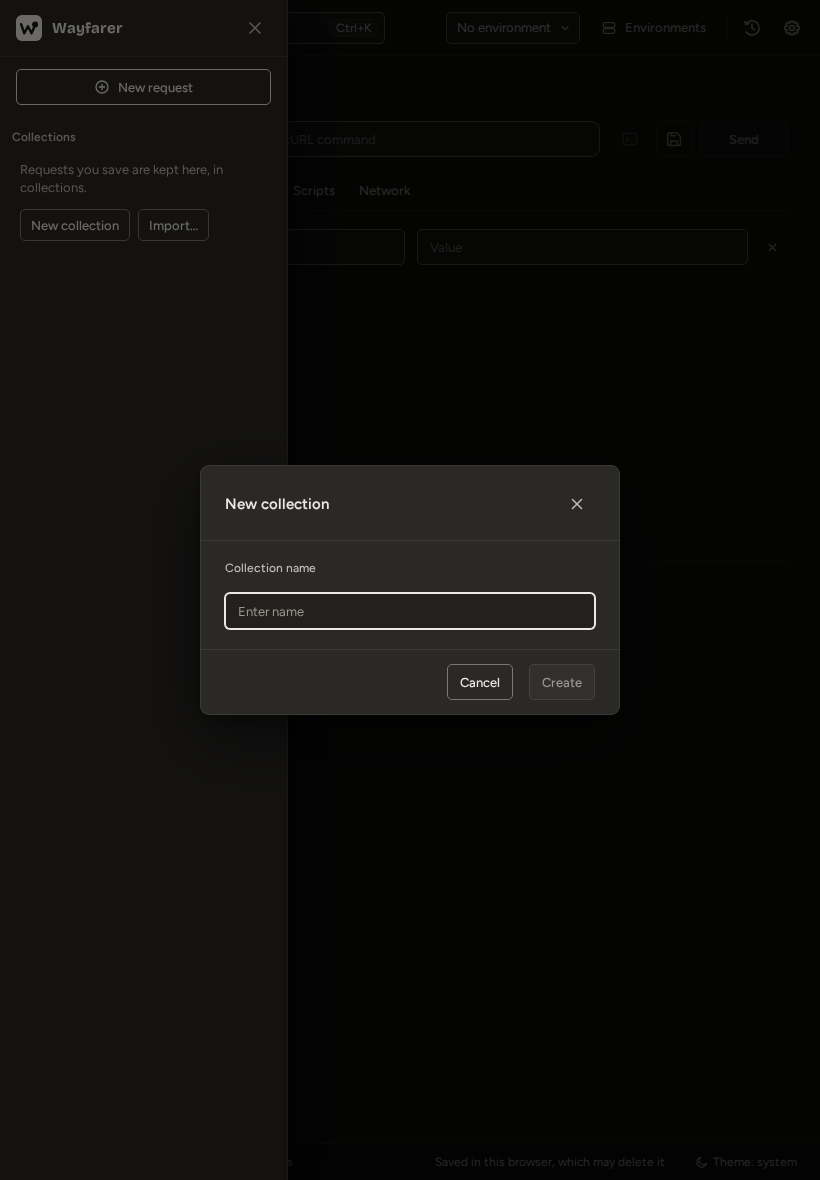 Wayfarer
Ctrl+K
No environment
Environments
New request
URL command
Send
Collections
Requests you save are kept here, in
collections.
New collection
Import...
Scripts
Network
Value
New collection
Collection name
Enter name
Cancel
Create
s
Saved in this browser, which may delete it
Theme: system